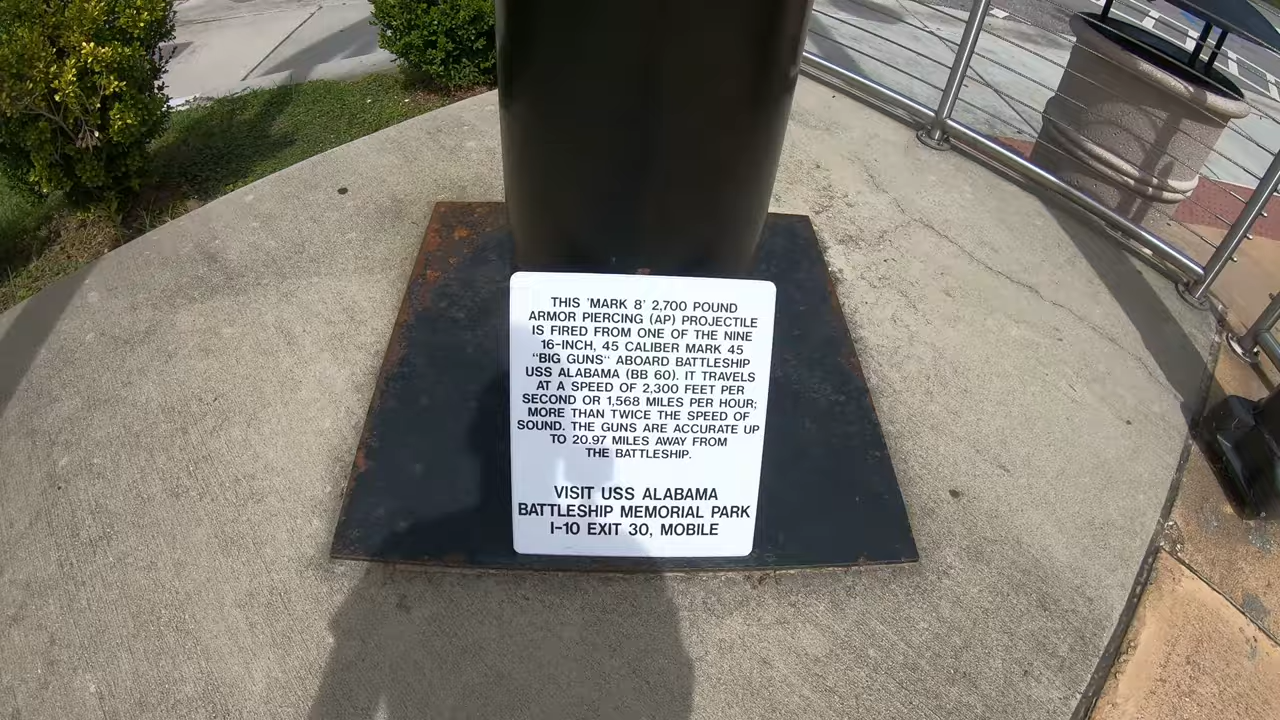 THIS 'MARK 8' 2,700 POUND
ARMOR PIERCING (AP) PROJECTILE
IS FIRED FROM ONE OF THE NINE
16-INCH, 45 CALIBER MARK 45
"BIG GUNS" ABOARD BATTLESHIP
USS ALABAMA (BB 60). IT TRAVELS
AT A SPEED OF 2,300 FEET PER
SECOND OR 1,568 MILES PER HOUR;
MORE THAN TWICE THE SPEED OF
SOUND. THE GUNS ARE ACCURATE UP
TO 20.97 MILES AWAY FROM
THE BATTLESHIP.
VISIT USS ALABAMA
BATTLESHIP MEMORIAL PARK
I-10 EXIT 30, MOBILE